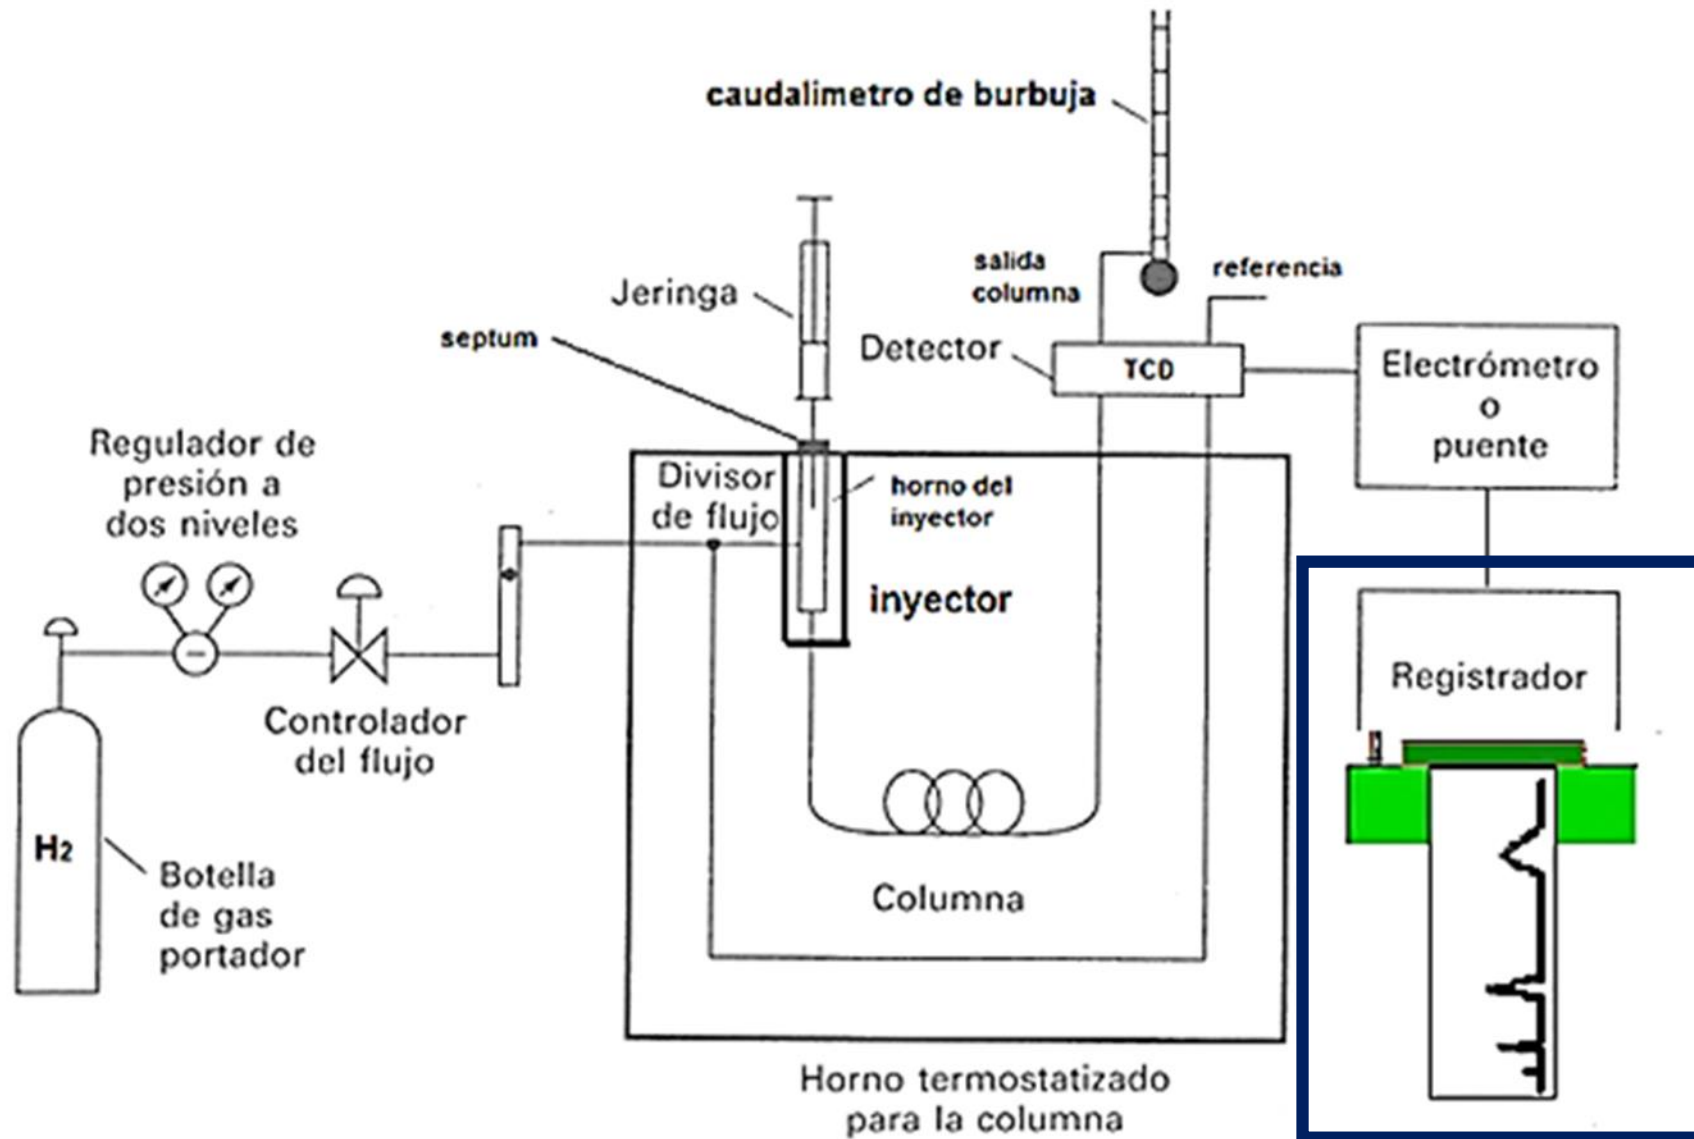 caudalimetro de burbuja
Jeringa
septum
salida
columna
referencia
Detector
TCD
Electrómetro
o
puente
Regulador de
presión a
dos niveles
Divisor
de flujo
horno del
inyector
inyector
Registrador
Controlador
del flujo
H2
Botella
de gas
portador
Columna
Horno termostatizado
para la columna